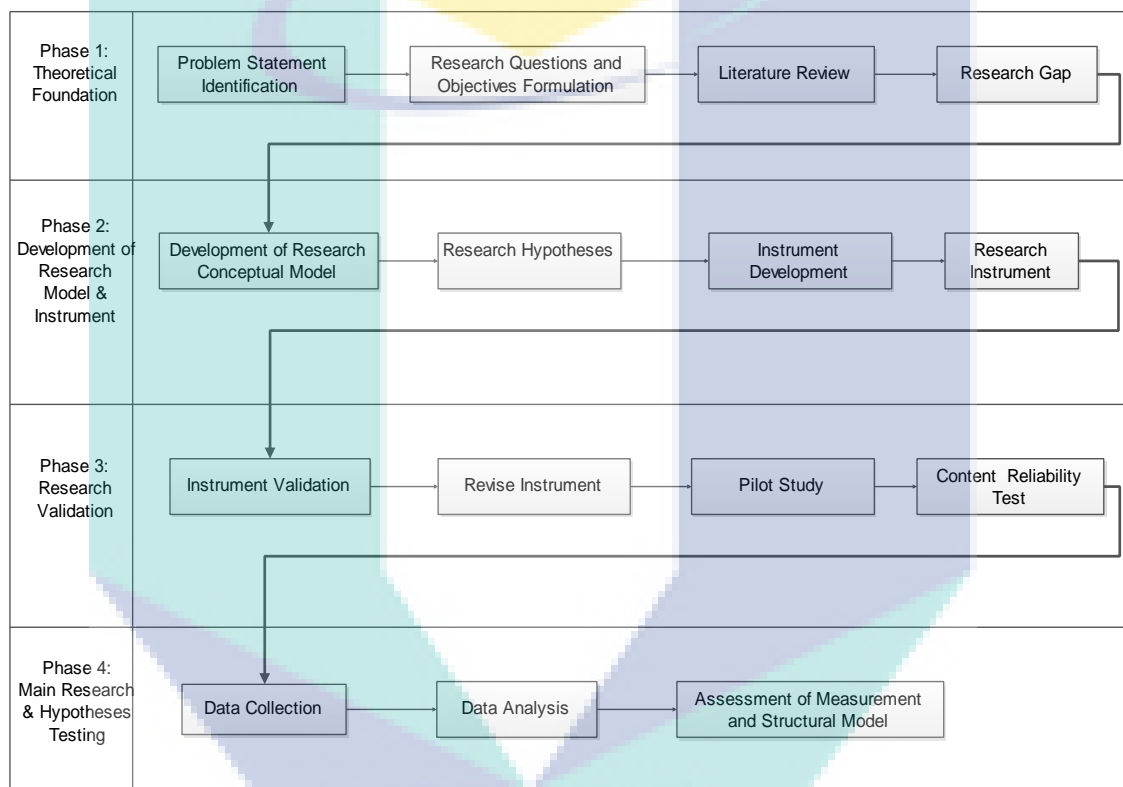 Phase 1:
Theoretical
Foundation
Problem Statement
Identification
Research Questions and
Objectives Formulation
Literature Review
Research Gap
Phase 2:
Development of
Research
Model &
Instrument
Development of Research
Conceptual Model
Research Hypotheses
Instrument
Development
Research
Instrument
Phase 3:
Research
Validation
Instrument Validation
Revise Instrument
Pilot Study
Content Reliability
Test
Phase 4:
Main Research
& Hypotheses
Testing
Data Collection
Data Analysis
Assessment of Measurement
and Structural Model